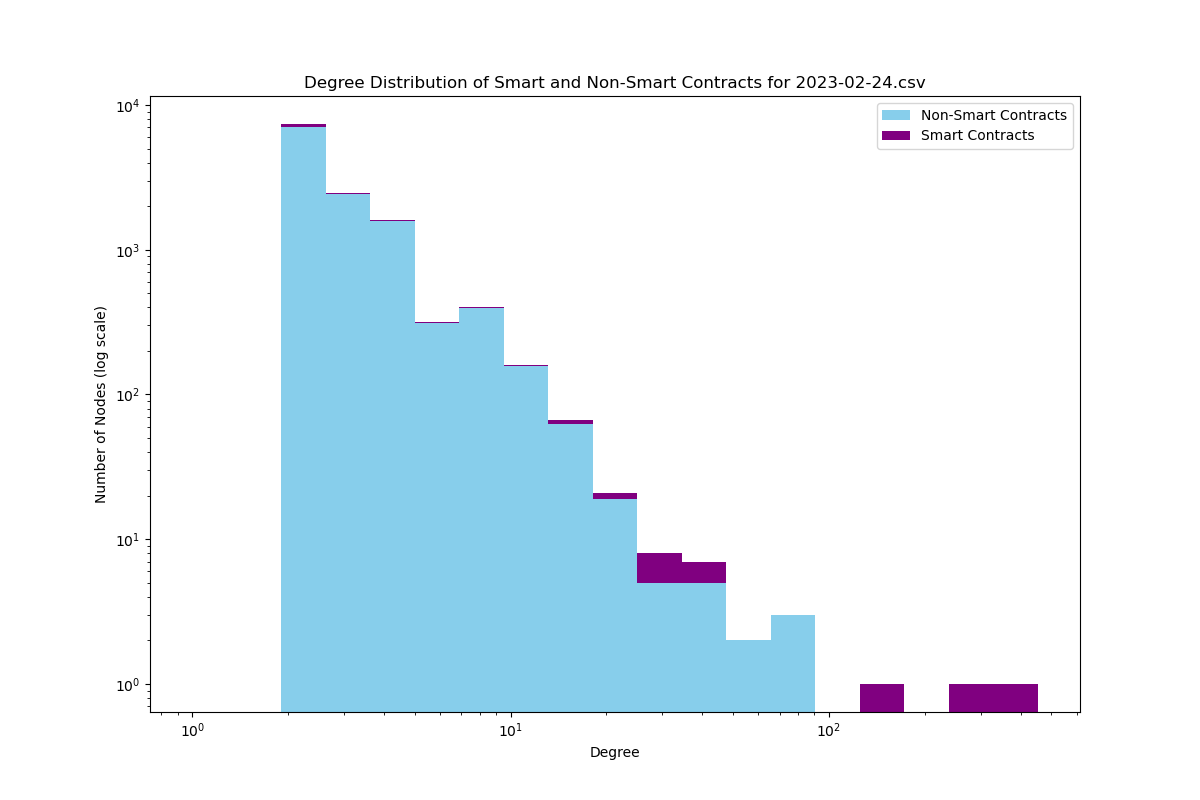 Degree Distribution of Smart and Non-Smart Contracts for 2023-02-24.csv
Non-Smart Contracts
Smart Contracts
Number of Nodes (log scale)
10⁴
10³
10²
10¹
10⁰
10⁰ 10¹ 10²
Degree